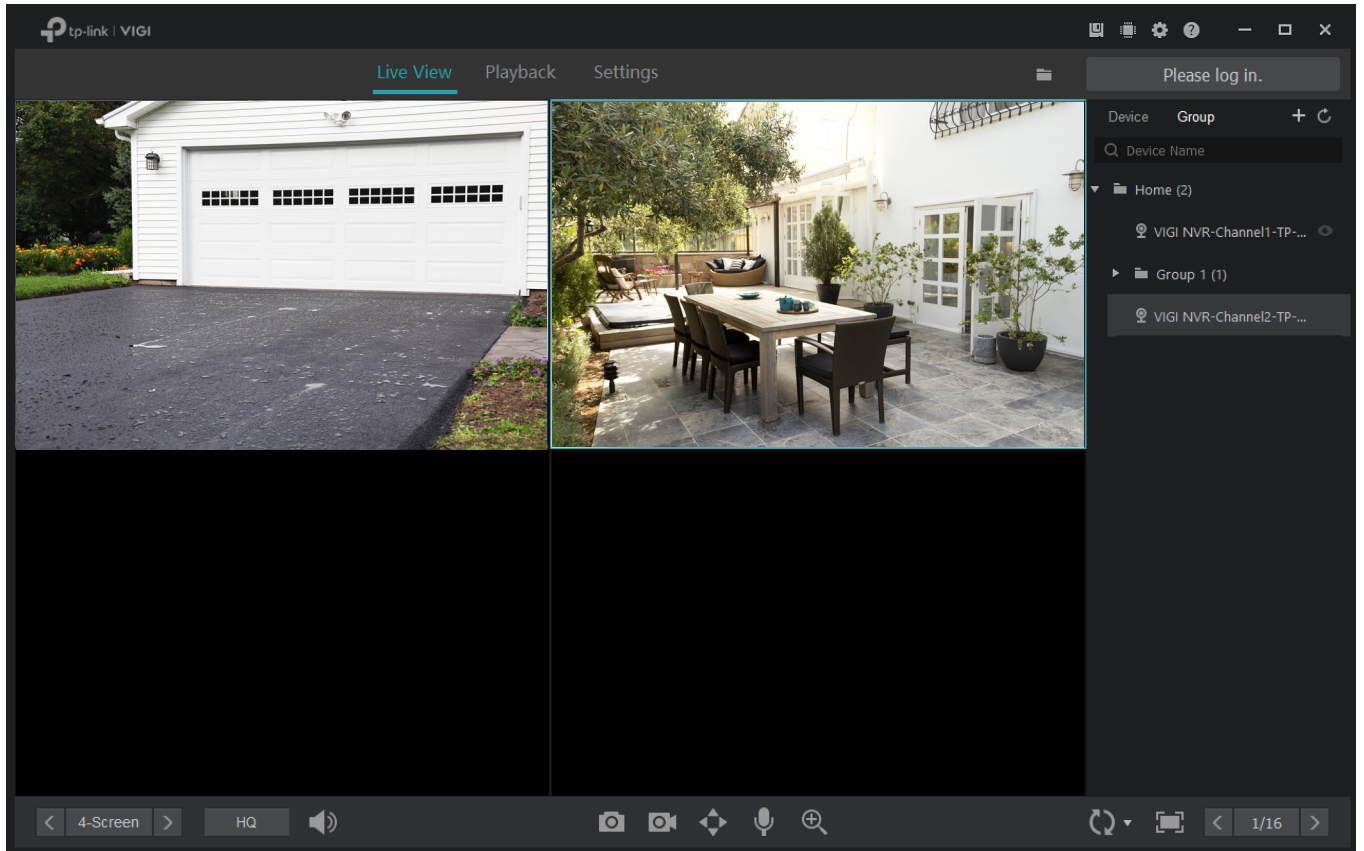 tp-link | VIGI
Live View Playback Settings
Please log in.
Device Group
Device Name
Home (2)
VIGI NVR-Channel1-TP-...
Group 1 (1)
VIGI NVR-Channel2-TP-...
4-Screen HQ 1/16